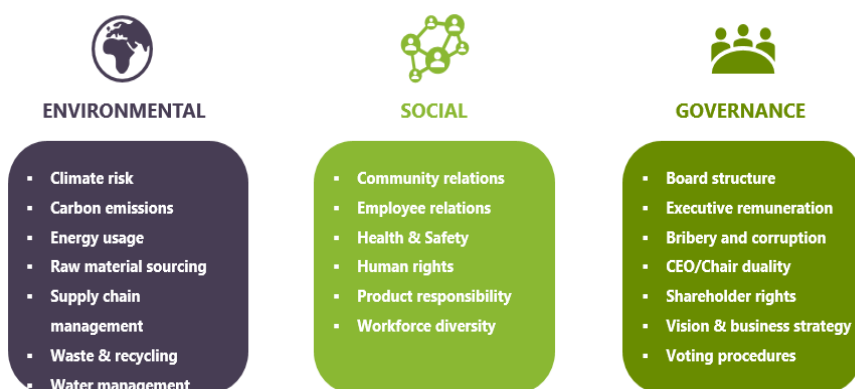 ENVIRONMENTAL
▪ Climate risk
▪ Carbon emissions
▪ Energy usage
▪ Raw material sourcing
▪ Supply chain
management
▪ Waste & recycling
▪ Water management
SOCIAL
▪ Community relations
▪ Employee relations
▪ Health & Safety
▪ Human rights
▪ Product responsibility
▪ Workforce diversity
GOVERNANCE
▪ Board structure
▪ Executive remuneration
▪ Bribery and corruption
▪ CEO/Chair duality
▪ Shareholder rights
▪ Vision & business strategy
▪ Voting procedures